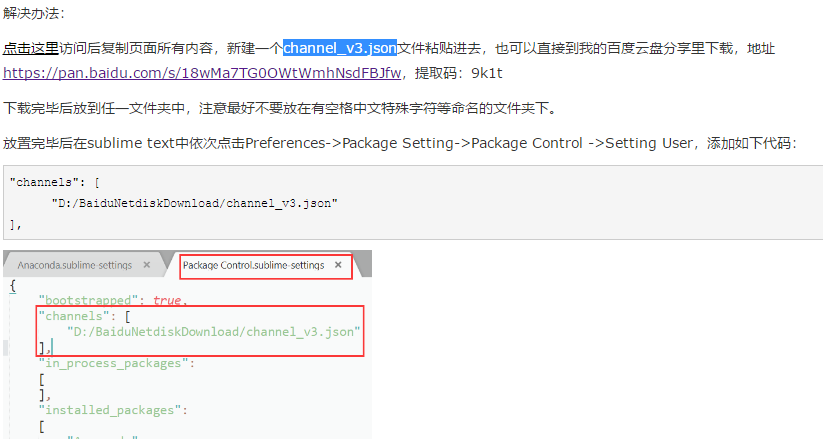 解决办法：
点击这里访问后复制页面所有内容，新建一个channel_v3.json文件粘贴进去，也可以直接到我的百度云盘分享里下载，地址
https://pan.baidu.com/s/18wMa7TG0OWtWmhNsdFBJfw，提取码：9k1t
下载完毕后放到任一文件夹中，注意最好不要放在有空格中文特殊字符等命名的文件夹下。
放置完毕后在sublime text中依次点击Preferences->Package Setting->Package Control ->Setting User，添加如下代码：
"channels": [
"D:/BaiduNetdiskDownload/channel_v3.json"
],
Anaconda.sublime-settings × Package Control.sublime-settings ×
{
"bootstrapped": true,
"channels": [
"D:/BaiduNetdiskDownload/channel_v3.json"
],
"in_process_packages":
[
],
"installed_packages":
[